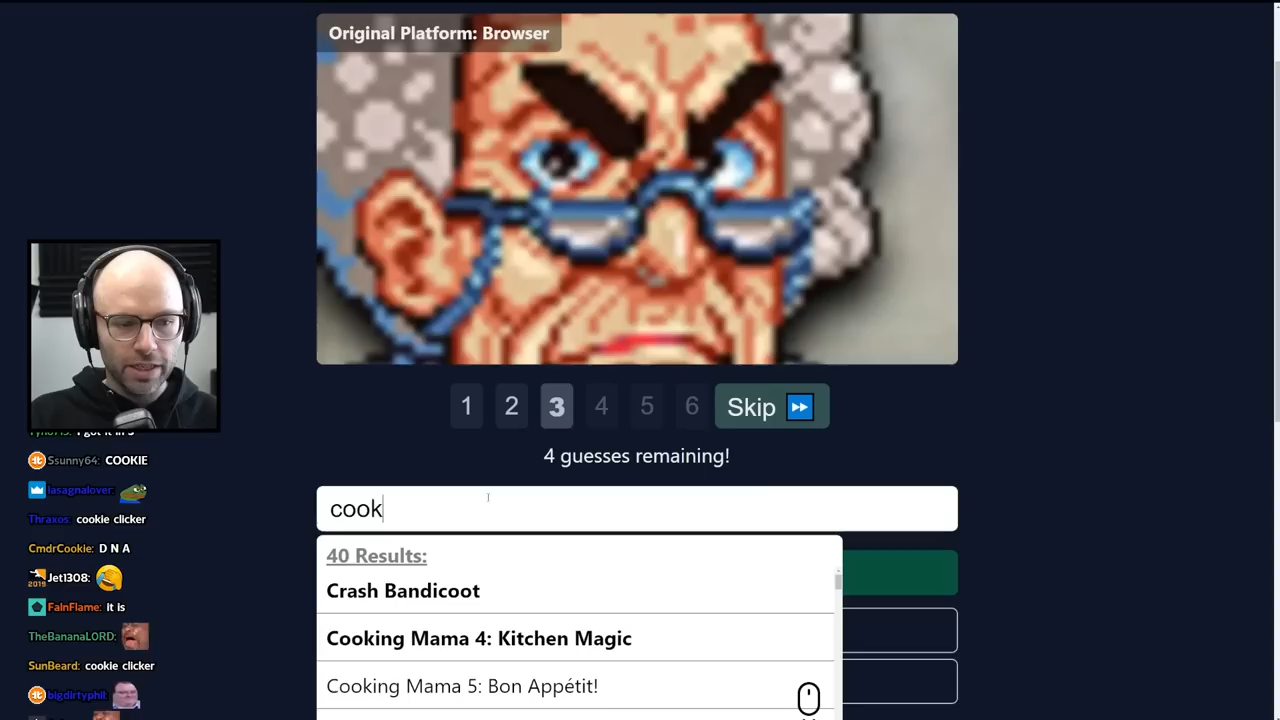 Original Platform: Browser
1 2 3 4 5 6 Skip
4 guesses remaining!
cook
40 Results:
Crash Bandicoot
Cooking Mama 4: Kitchen Magic
Cooking Mama 5: Bon Appétit!
Ssunny64: COOKIE
lasagnalover:
Thraxos: cookie clicker
CmdrCookie: D N A
2019 Jet1308:
FaInFlame: it is
TheBananaLORD:
SunBeard: cookie clicker
bigdirtyphil: